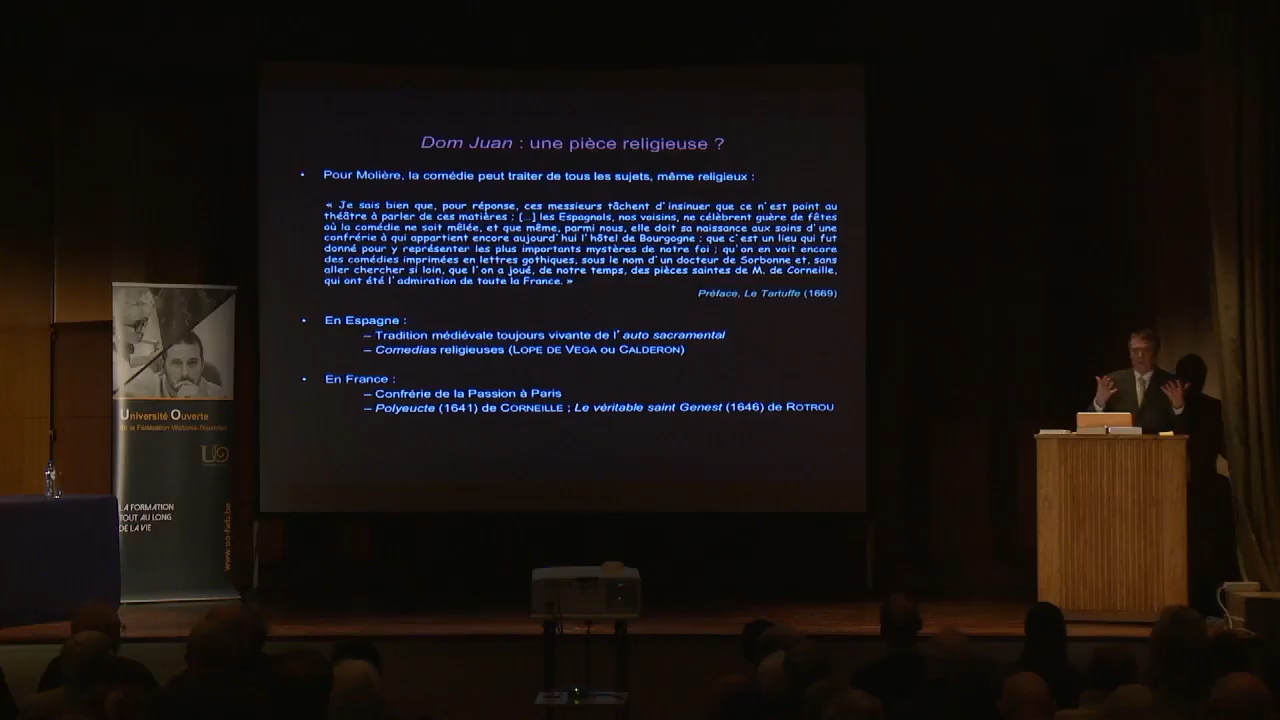 Dom Juan : une pièce religieuse ?
• Pour Molière, la comédie peut traiter de tous les sujets, même religieux :
« Je sais bien que, pour réponse, ces messieurs tâchent d'insinuer que ce n'est point au
théâtre à parler de ces matières ; [...] les Espagnols, nos voisins, ne célèbrent guère de fêtes
où la comédie ne soit mêlée, et que même, parmi nous, elle doit sa naissance aux soins d'une
confrérie à qui appartient encore aujourd'hui l'hôtel de Bourgogne ; que c'est un lieu qui fut
donné pour y représenter les plus importants mystères de notre foi ; qu'on en voit encore
des comédies imprimées en lettres gothiques, sous le nom d'un docteur de Sorbonne et, sans
aller chercher si loin, que l'on a joué, de notre temps, des pièces saintes de M. de Corneille,
qui ont été l'admiration de toute la France. »
Préface, Le Tartuffe (1669)
• En Espagne :
– Tradition médiévale toujours vivante de l'auto sacramental
– Comedias religieuses (LOPE DE VEGA ou CALDERON)
• En France :
– Confrérie de la Passion à Paris
– Polyeucte (1641) de CORNEILLE ; Le véritable saint Genest (1646) de ROTROU
Université Ouverte
de la Fédération Wallonie-Bruxelles
UO
LA FORMATION
TOUT AU LONG
DE LA VIE